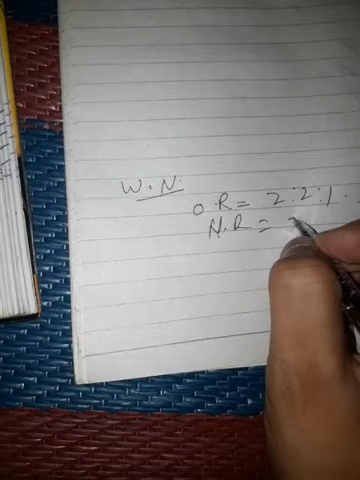 W.N.
O.R = 2:2:1.
N.R =